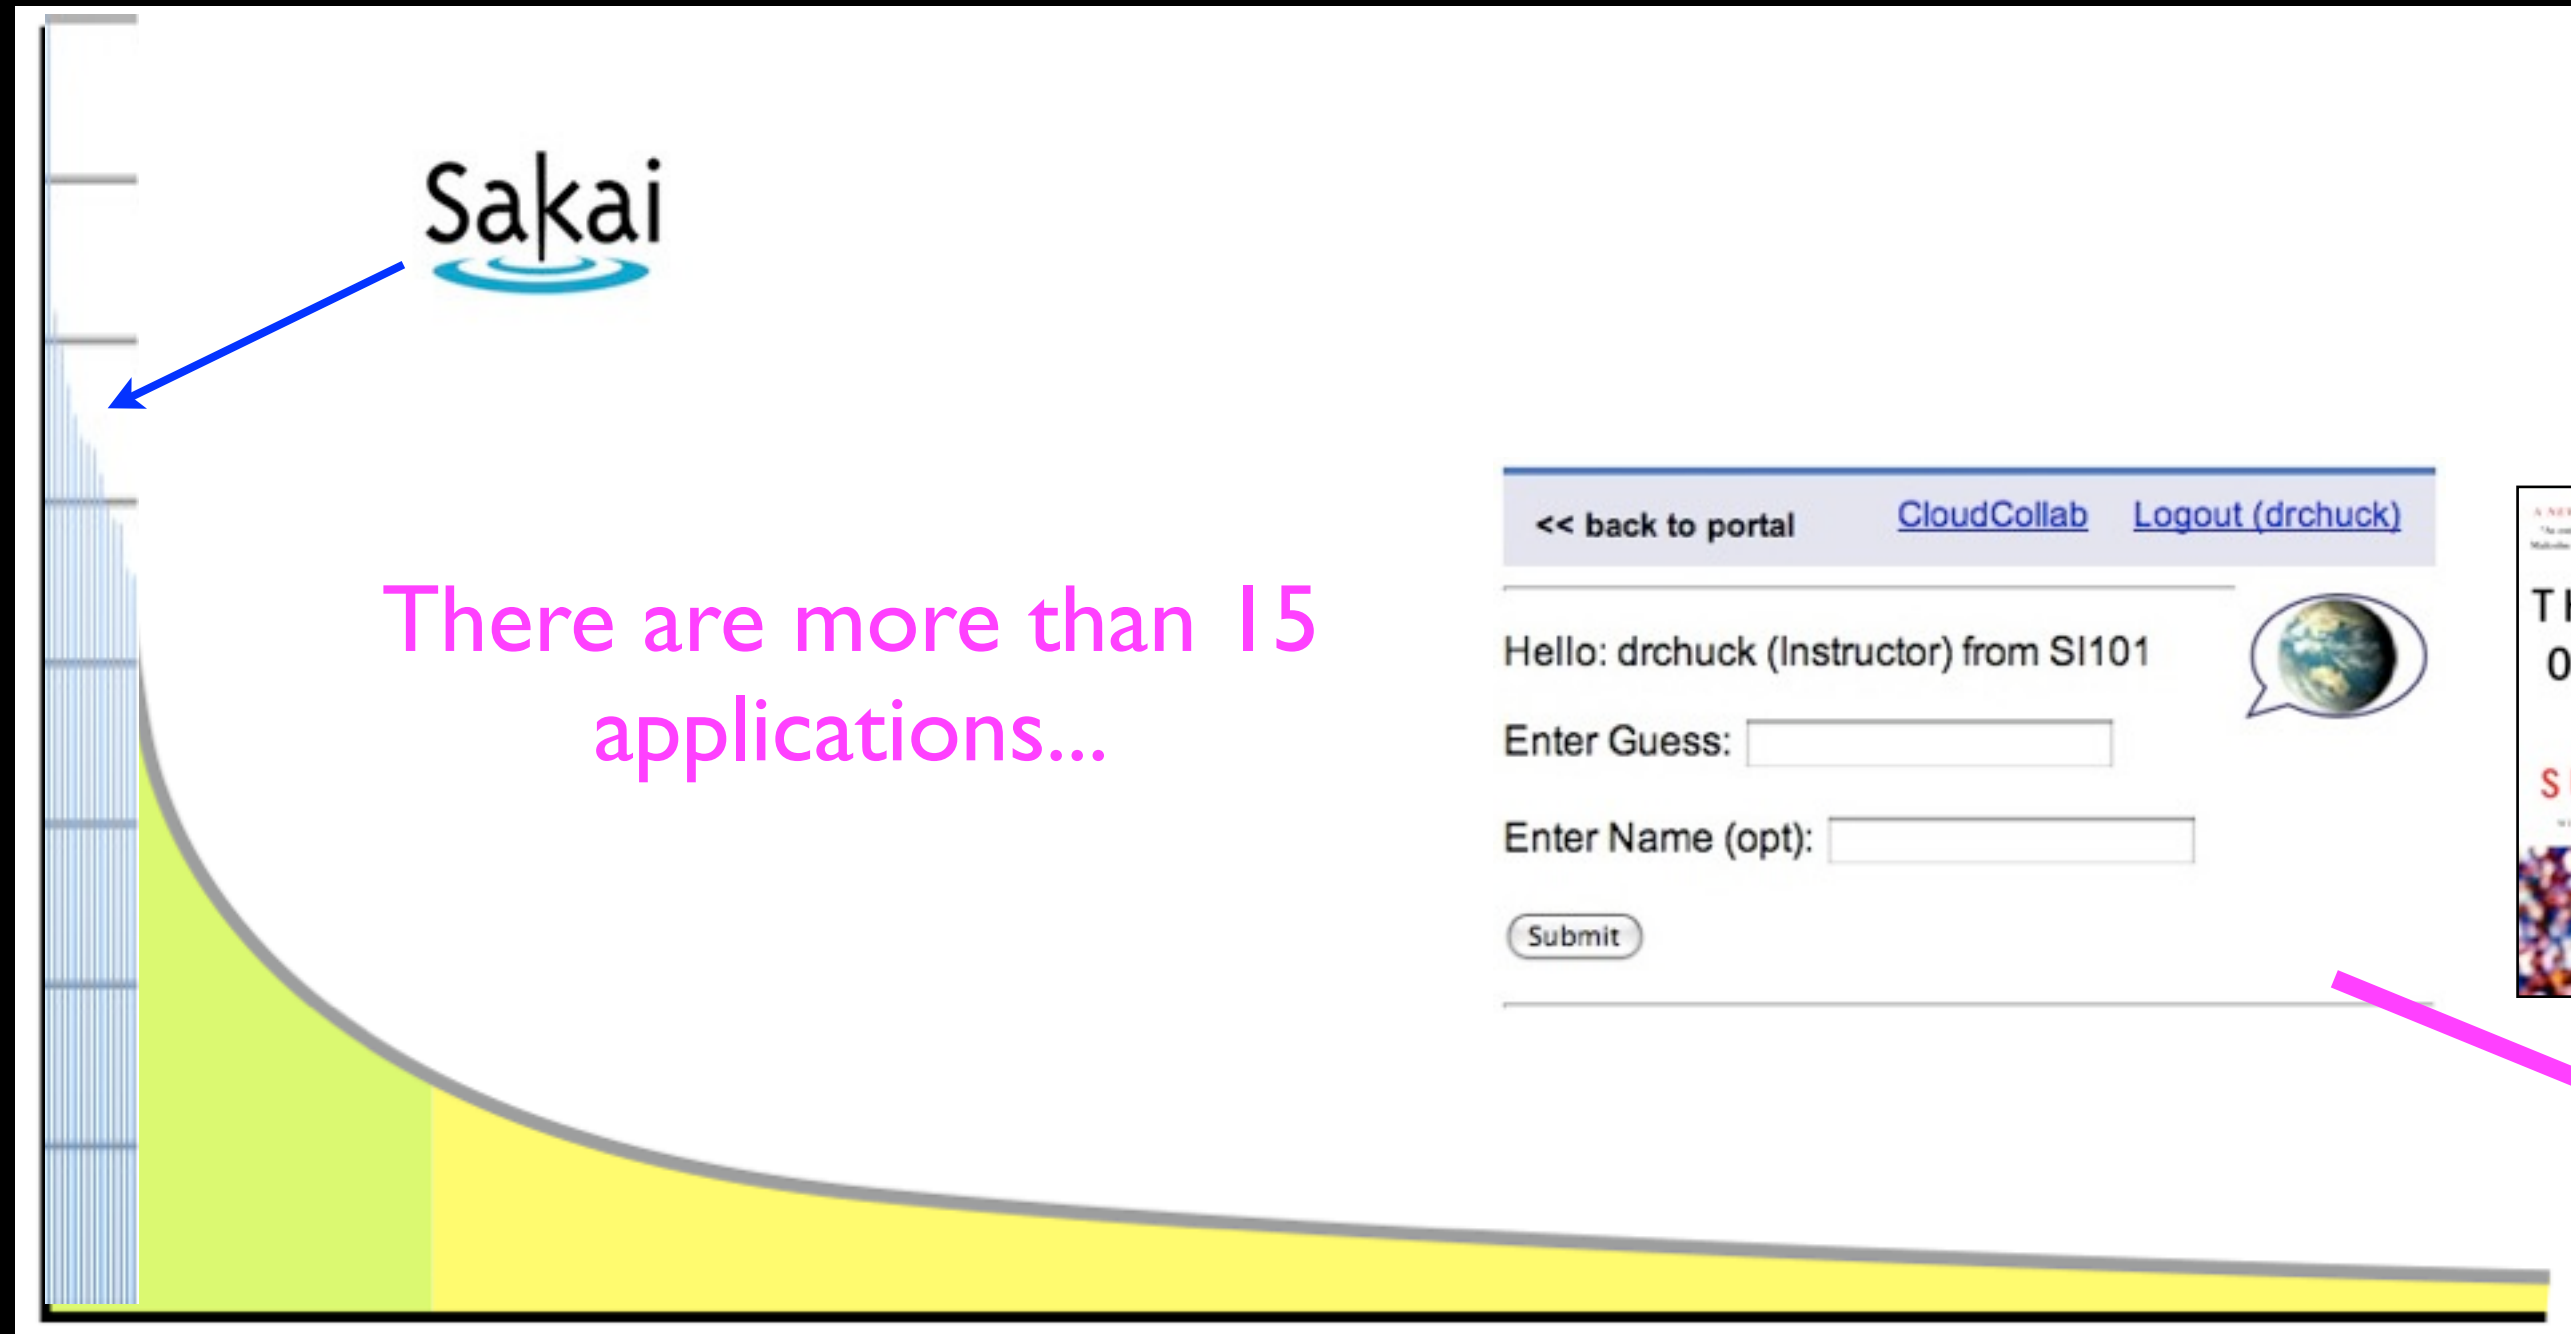 Sakai
There are more than 15
applications...
<< back to portal CloudCollab Logout (drchuck)
Hello: drchuck (Instructor) from SI101
Enter Guess:
Enter Name (opt):
Submit